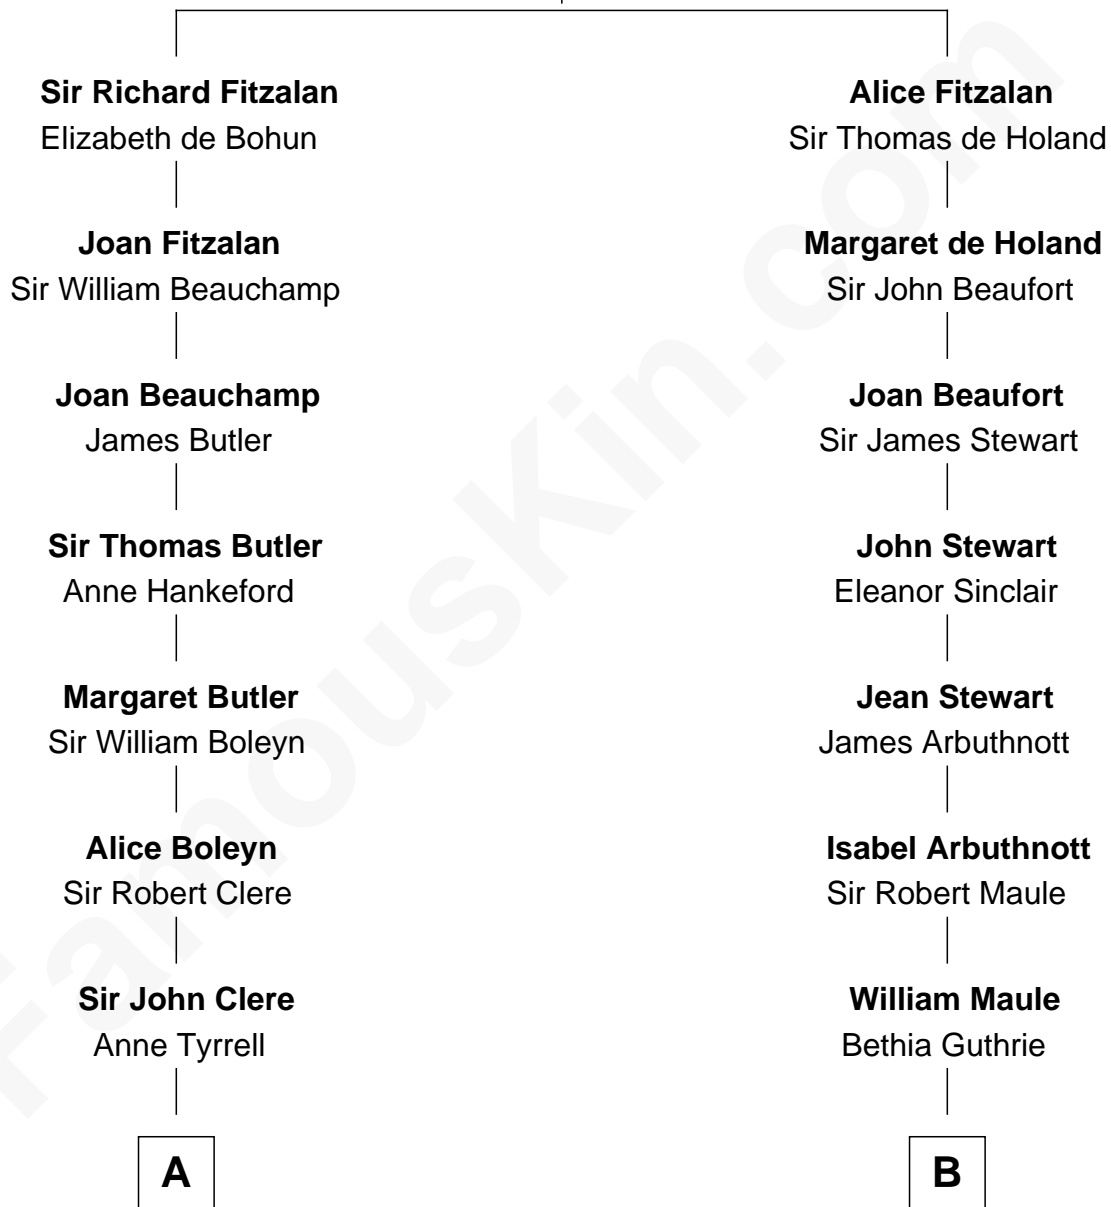 Sir Richard Fitzalan
Elizabeth de Bohun
Alice Fitzalan
Sir Thomas de Holand
Joan Fitzalan
Sir William Beauchamp
Margaret de Holand
Sir John Beaufort
Joan Beauchamp
James Butler
Joan Beaufort
Sir James Stewart
Sir Thomas Butler
Anne Hankeford
John Stewart
Eleanor Sinclair
Margaret Butler
Sir William Boleyn
Jean Stewart
James Arbuthnott
Alice Boleyn
Sir Robert Clere
Isabel Arbuthnott
Sir Robert Maule
Sir John Clere
Anne Tyrrell
William Maule
Bethia Guthrie
A
B
FamousKin.com